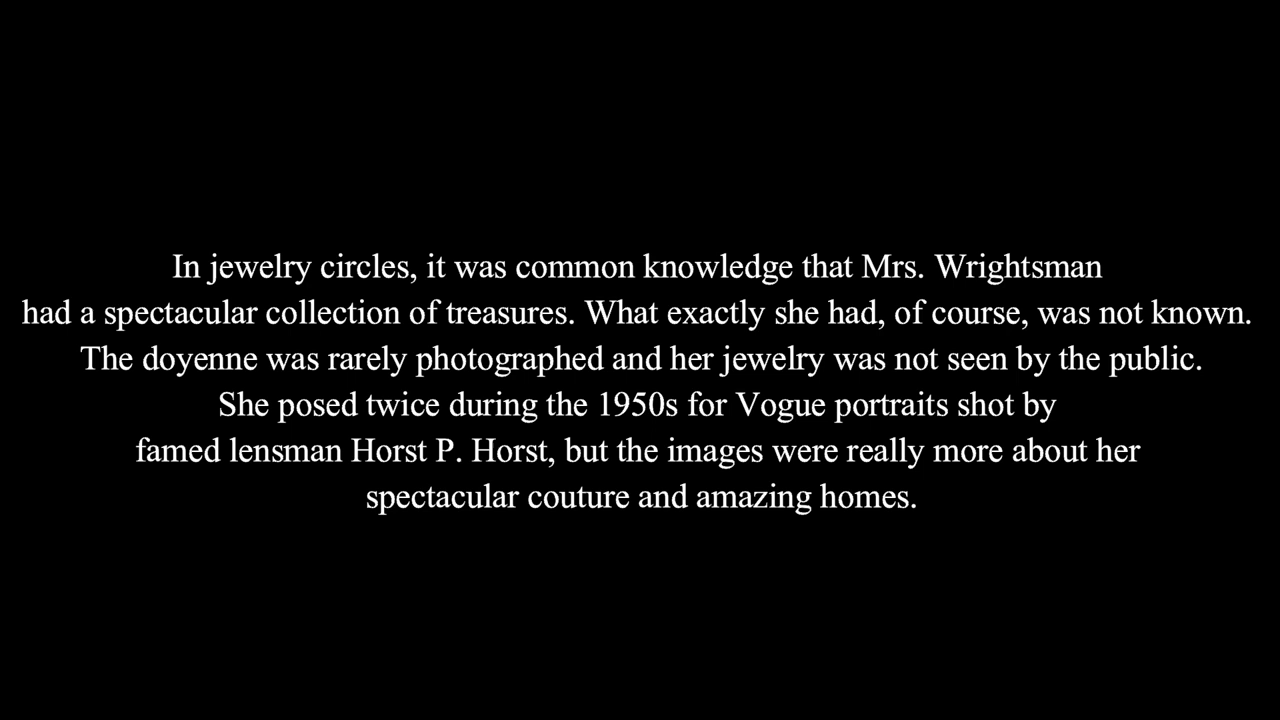 In jewelry circles, it was common knowledge that Mrs. Wrightsman
had a spectacular collection of treasures. What exactly she had, of course, was not known.
The doyenne was rarely photographed and her jewelry was not seen by the public.
She posed twice during the 1950s for Vogue portraits shot by
famed lensman Horst P. Horst, but the images were really more about her
spectacular couture and amazing homes.